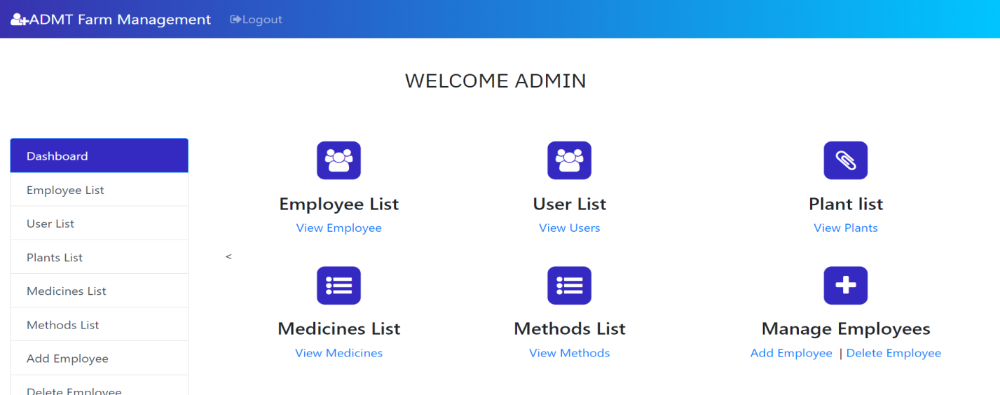 ADMT Farm Management Logout
WELCOME ADMIN
Dashboard
Employee List
User List
Plants List
Medicines List
Methods List
Add Employee
Delete Employee
Employee List
View Employee
User List
View Users
Plant list
View Plants
<
Medicines List
View Medicines
Methods List
View Methods
Manage Employees
Add Employee | Delete Employee